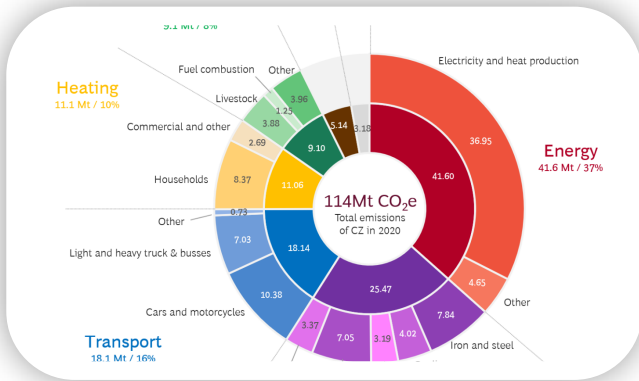 9.1 Mt / 8%
Electricity and heat production
Fuel combustion
Other
Heating
11.1 Mt / 10%
Livestock
3.96
1.25
3.88
5.14
3.18
36.95
Commercial and other
2.69
9.10
Energy
41.6 Mt / 37%
Households
8.37
11.06
41.60
114Mt CO₂e
Total emissions
of CZ in 2020
Other
0.73
18.14
Light and heavy truck & busses
7.03
25.47
4.65
Other
Cars and motorcycles
10.38
7.84
Transport
18.1 Mt / 16%
3.37
7.05
3.19
4.02
Iron and steel